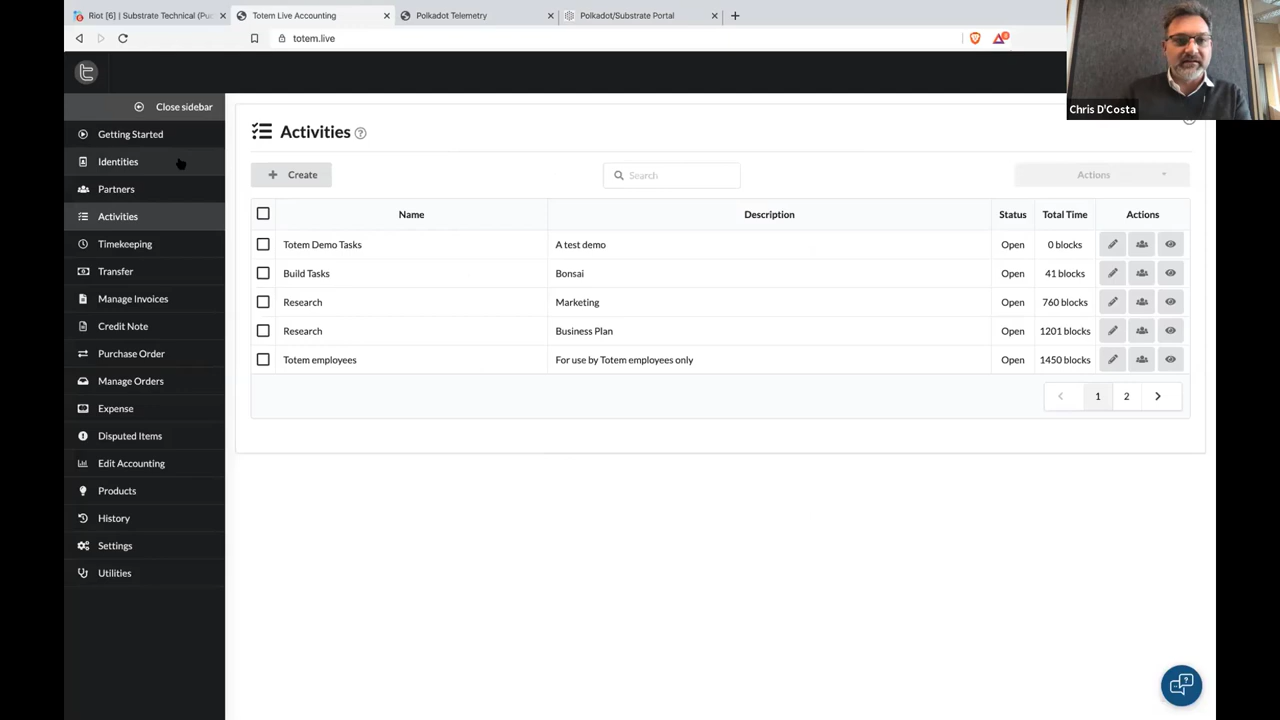 Riot [6] | Substrate Technical (Pu
Totem Live Accounting
Polkadot Telemetry
Polkadot/Substrate Portal
totem.live
Chris D'Costa
Close sidebar
Getting Started
Identities
Partners
Activities
Timekeeping
Transfer
Manage Invoices
Credit Note
Purchase Order
Manage Orders
Expense
Disputed Items
Edit Accounting
Products
History
Settings
Utilities
Activities
Create
Search
Actions
Name Description Status Total Time Actions
Totem Demo Tasks A test demo Open 0 blocks
Build Tasks Bonsai Open 41 blocks
Research Marketing Open 760 blocks
Research Business Plan Open 1201 blocks
Totem employees For use by Totem employees only Open 1450 blocks
1 2